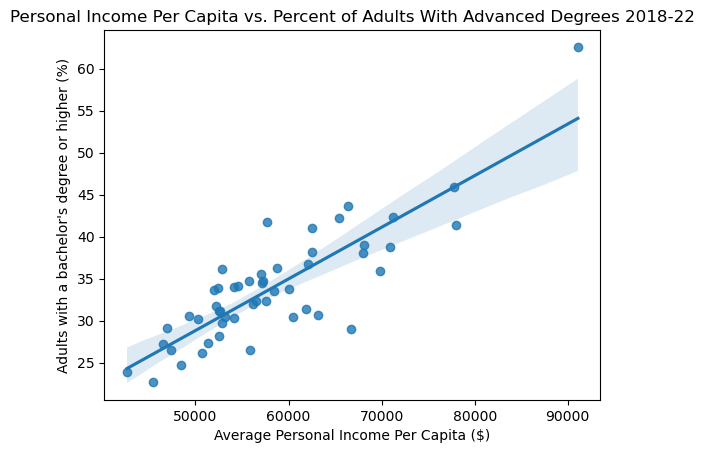 Personal Income Per Capita vs. Percent of Adults With Advanced Degrees 2018-22
Adults with a bachelor's degree or higher (%)
60
55
50
45
40
35
30
25
50000 60000 70000 80000 90000
Average Personal Income Per Capita ($)